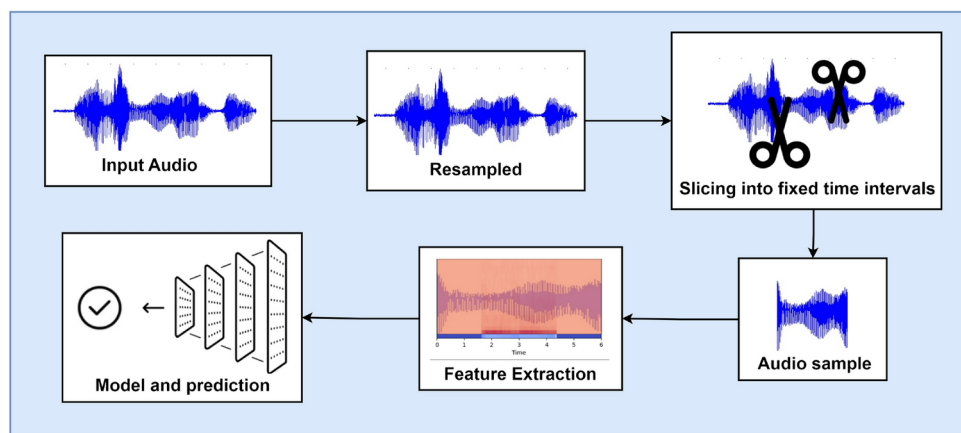 Input Audio
Resampled
Slicing into fixed time intervals
Audio sample
0 1 2 3 4 5 6
Time
Feature Extraction
Model and prediction